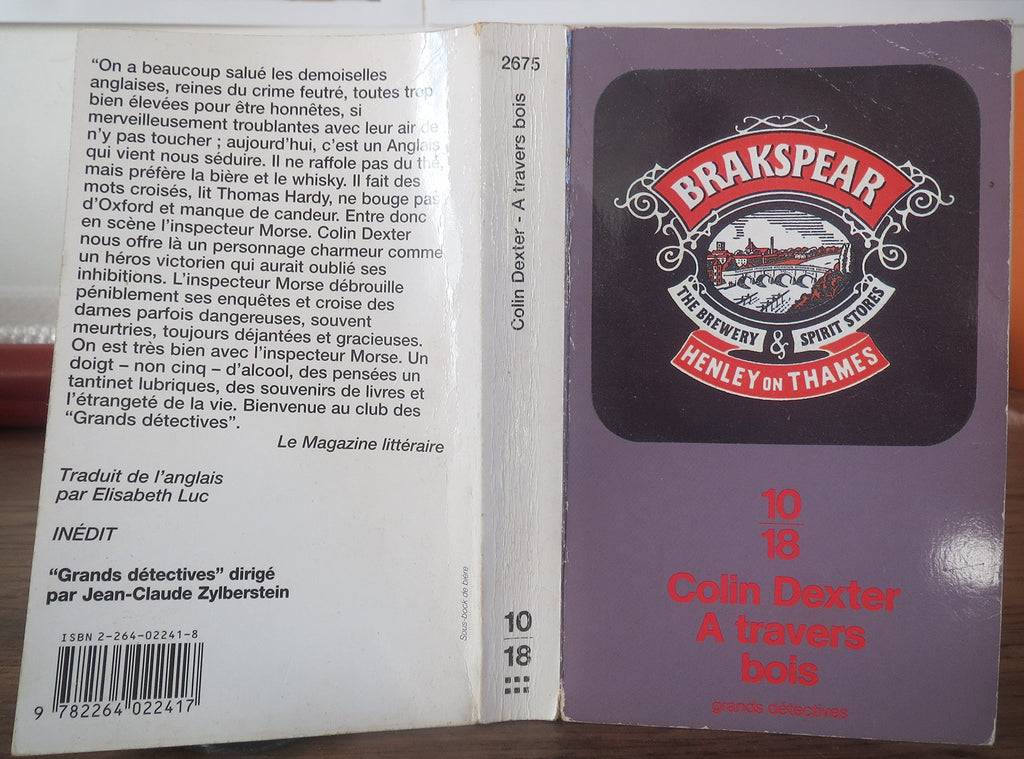 “On a beaucoup salué les demoiselles
anglaises, reines du crime feutré, toutes trop
bien élevées pour être honnêtes, si
merveilleusement troublantes avec leur air de
n’y pas toucher ; aujourd’hui, c’est un Anglais
qui vient nous séduire. Il ne raffole pas du thé,
mais préfère la bière et le whisky. Il fait des
mots croisés, lit Thomas Hardy, ne bouge pas
d’Oxford et manque de candeur. Entre donc
en scène l’inspecteur Morse. Colin Dexter
nous offre là un personnage charmeur comme
un héros victorien qui aurait oublié ses
inhibitions. L’inspecteur Morse débrouille
péniblement ses enquêtes et croise des
dames parfois dangereuses, souvent
meurtries, toujours déjantées et gracieuses.
On est très bien avec l’inspecteur Morse. Un
doigt – non cinq – d’alcool, des pensées un
tantinet lubriques, des souvenirs de livres et
l’étrangeté de la vie. Bienvenue au club des
“Grands détectives”.
Le Magazine littéraire
Traduit de l’anglais
par Elisabeth Luc
INÉDIT
“Grands détectives” dirigé
par Jean-Claude Zylberstein
ISBN 2-264-02241-8
9 782264 022417
Sous-bock de bière
2675
Colin Dexter - A travers bois
10
18
BRAKSPEAR
THE BREWERY & SPIRIT STORES
HENLEY ON THAMES
10
18
Colin Dexter
A travers
bois
grands détectives